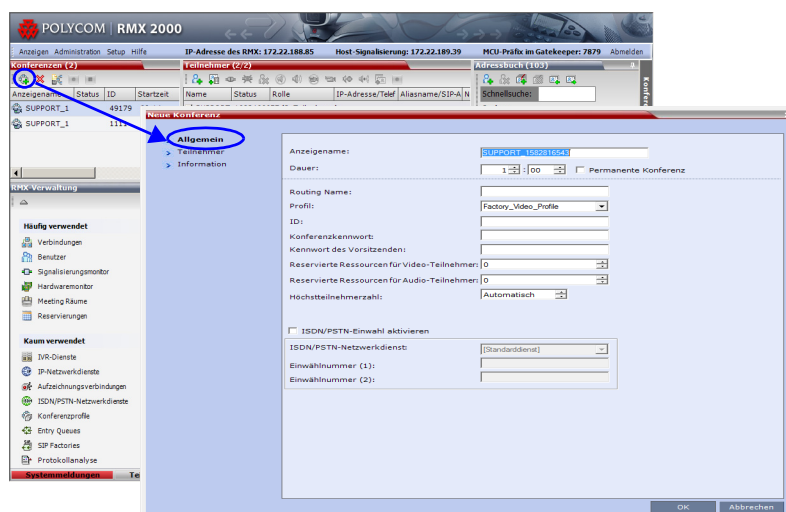 POLYCOM | RMX 2000
Anzeigen Administration Setup Hilfe IP-Adresse des RMX: 172.22.188.85 Host-Signalisierung: 172.22.189.39 MCU-Präfix im Gatekeeper: 7879 Abmelden
Konferenzen (2) Teilnehmer (2/2) Adressbuch (103)
Schnellsuche:
Anzeigename Status ID Startzeit Name Status Rolle IP-Adresse/Telef Aliasname/SIP-A N
SUPPORT_1 49179
SUPPORT_1
Neue Konferenz
Allgemein
Teilnehmer
Information
Anzeigename: SUPPORT_1582816543
Dauer: 1 : 00 Permanente Konferenz
Routing Name:
Profil: Factory_Video_Profile
ID:
Konferenzkennwort:
Kennwort des Vorsitzenden:
Reservierte Ressourcen für Video-Teilnehmer: 0
Reservierte Ressourcen für Audio-Teilnehmer: 0
Höchstteilnehmerzahl: Automatisch
ISDN/PSTN-Einwahl aktivieren
ISDN/PSTN-Netzwerkdienst: [Standarddienst]
Einwählnummer (1):
Einwählnummer (2):
OK Abbrechen
RMX-Verwaltung
Häufig verwendet
Verbindungen
Benutzer
Signalisierungsmonitor
Hardwaremonitor
Meeting Räume
Reservierungen
Kaum verwendet
IVR-Dienste
IP-Netzwerkdienste
Aufzeichnungsverbindungen
ISDN/PSTN-Netzwerkdienste
Konferenzprofile
Entry Queues
SIP Factories
Protokollanalyse
Systemmeldungen Te